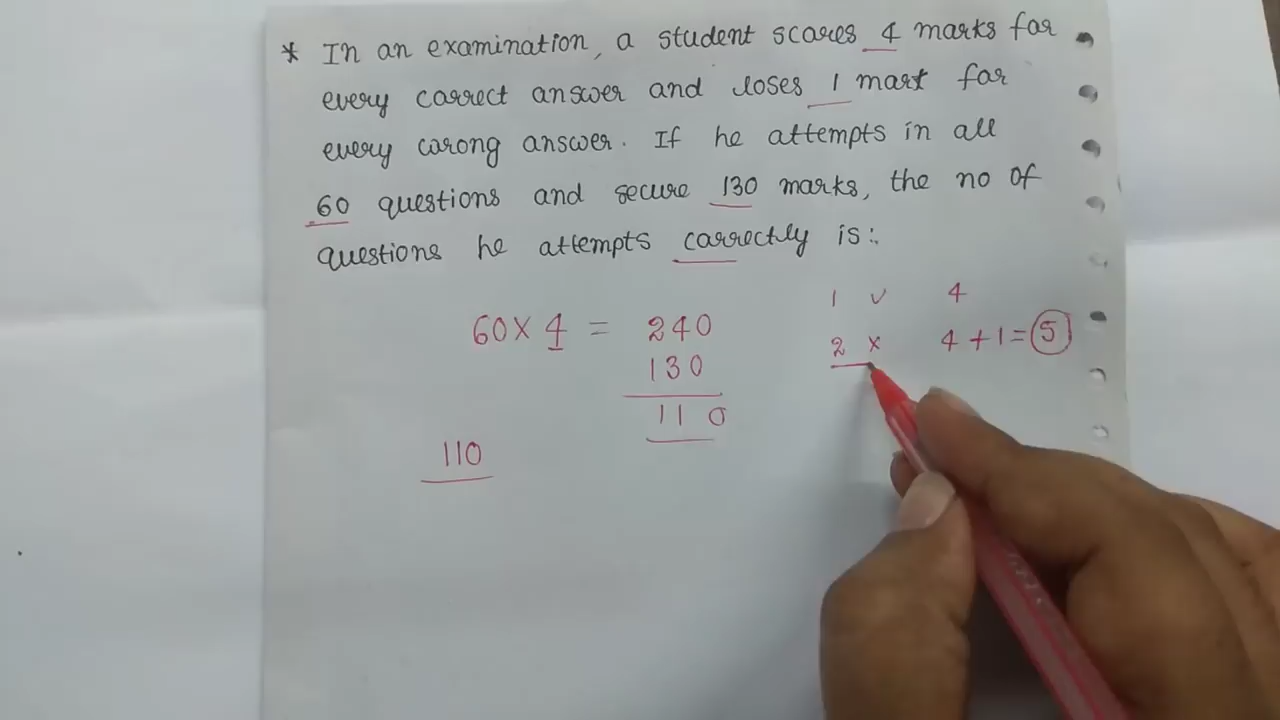 * In an examination, a student scores 4 marks for
every correct answer and loses 1 mark for
every wrong answer. If he attempts in all
60 questions and secure 130 marks, the no of
questions he attempts correctly is:
1 ✓ 4
60 x 4 = 240
2 x 4 + 1 = 5
130
110
110